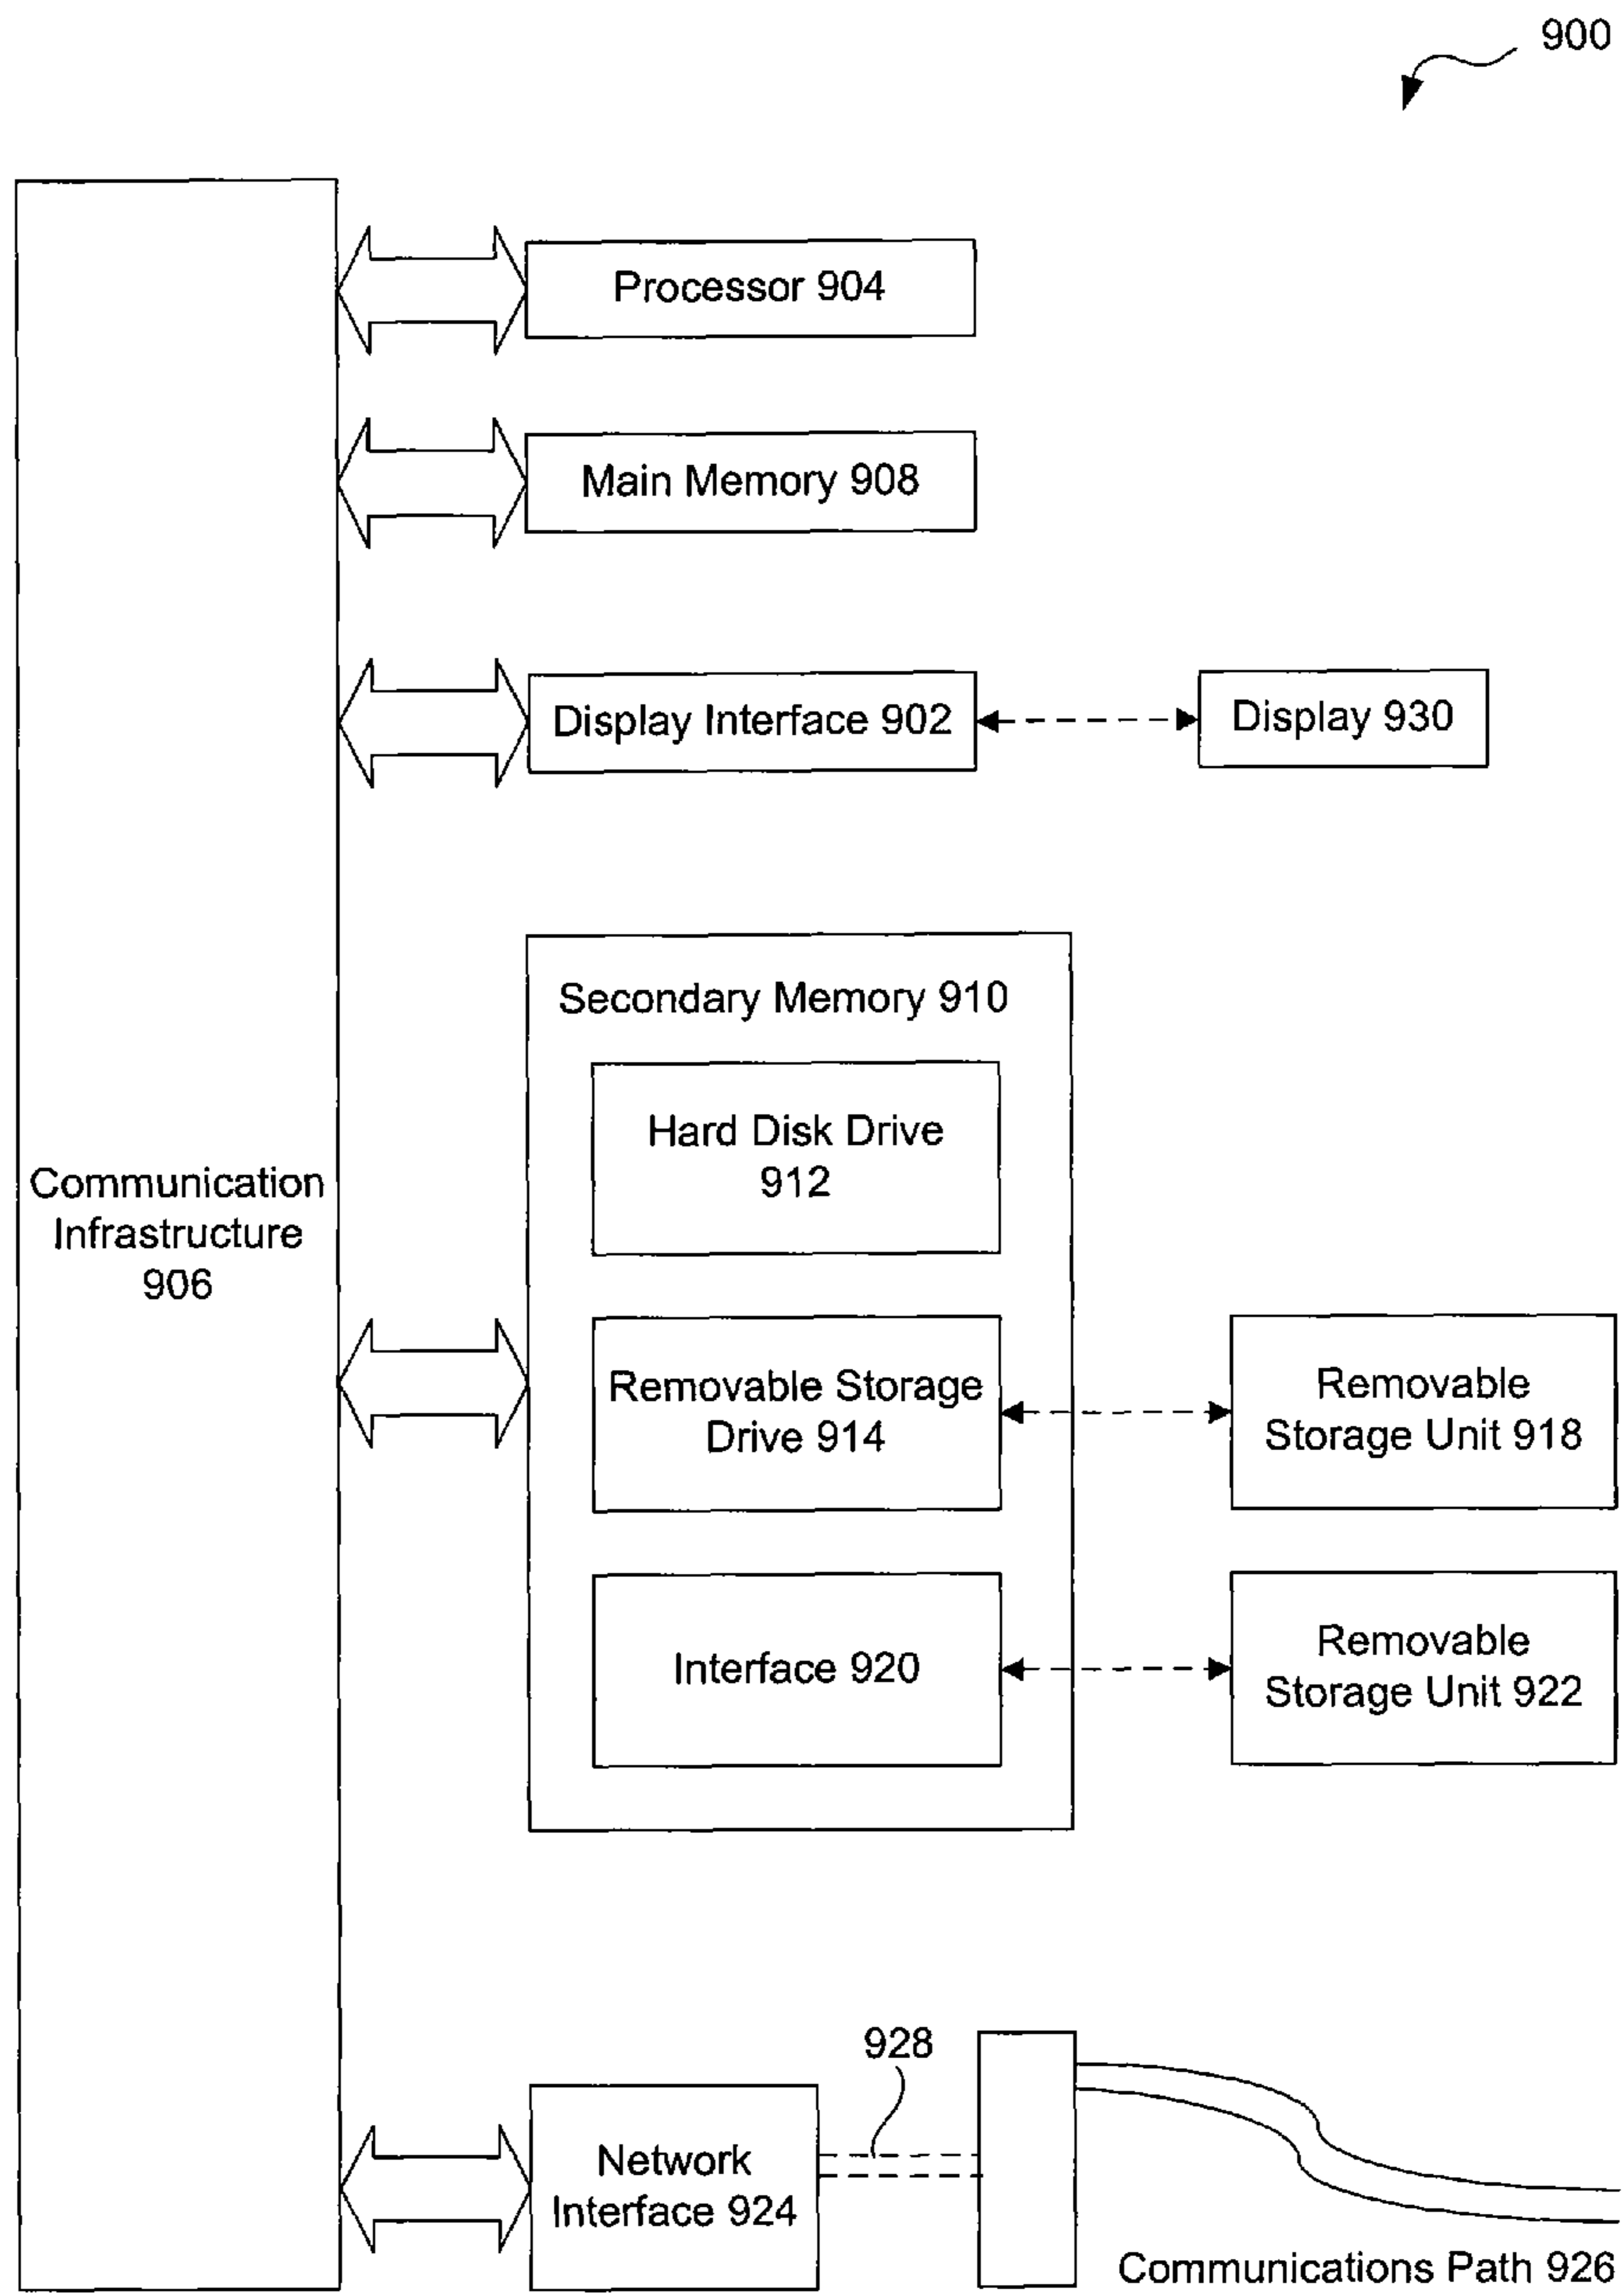 900
Processor 904
Main Memory 908
Display Interface 902
Display 930
Secondary Memory 910
Hard Disk Drive
912
Communication
Infrastructure
906
Removable Storage
Drive 914
Removable
Storage Unit 918
Interface 920
Removable
Storage Unit 922
928
Network
Interface 924
Communications Path 926